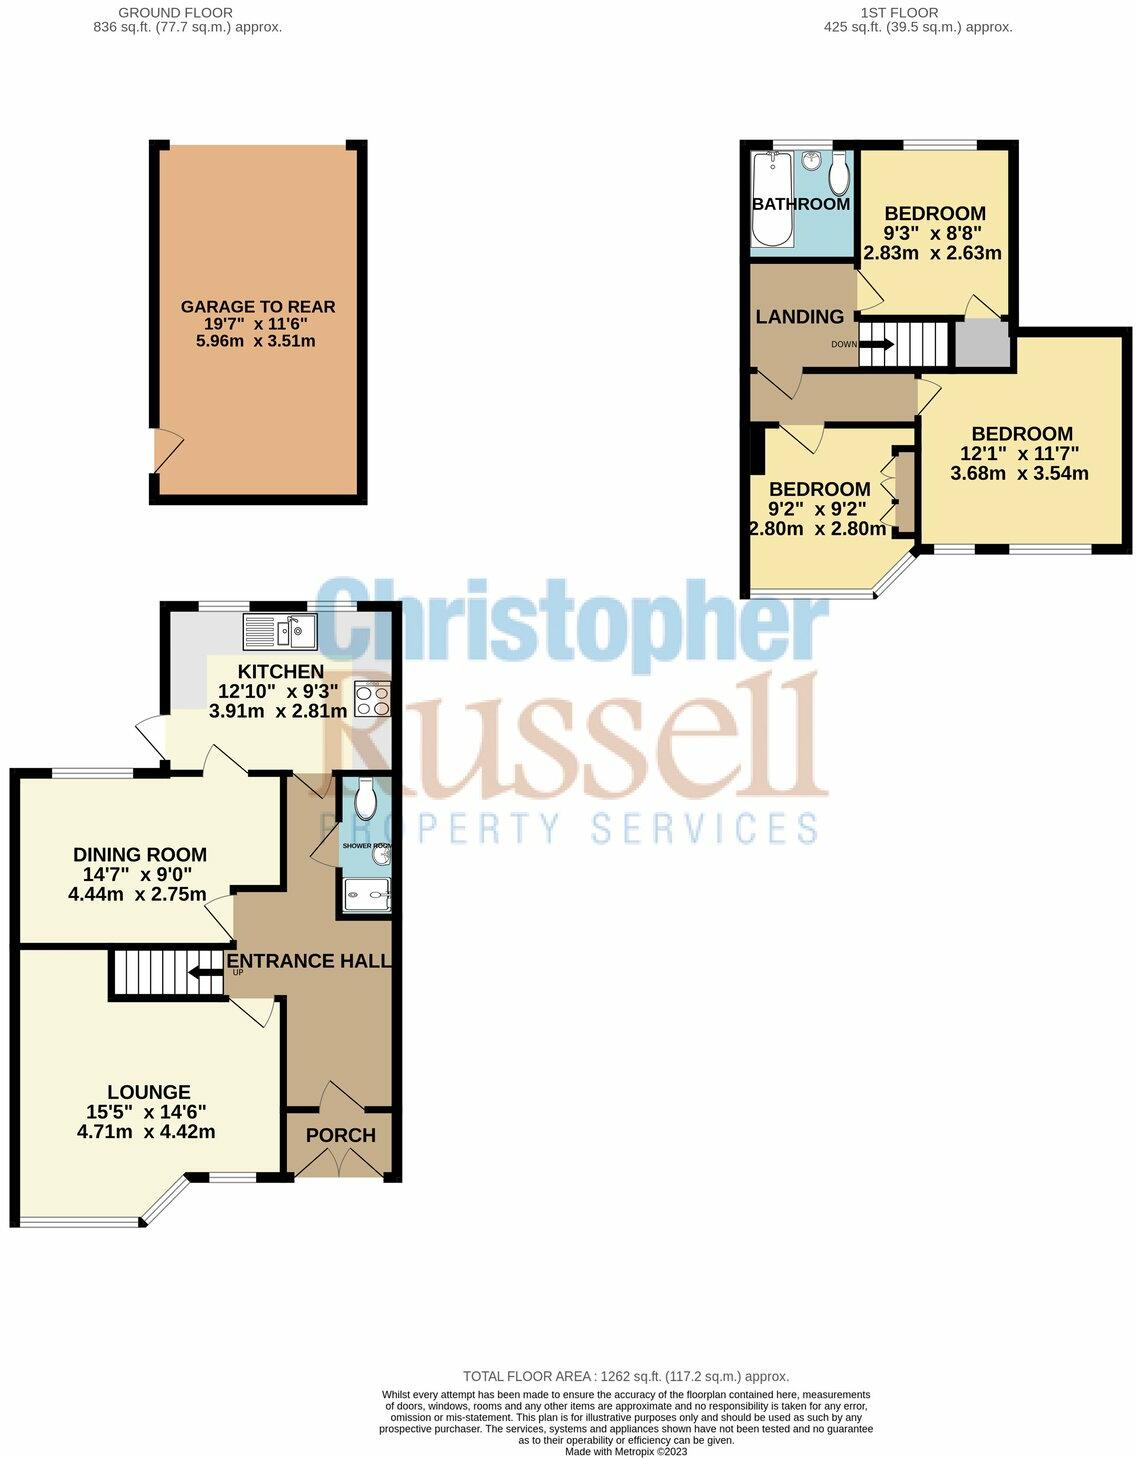 GROUND FLOOR
836 sq.ft. (77.7 sq.m.) approx.
1ST FLOOR
425 sq.ft. (39.5 sq.m.) approx.
GARAGE TO REAR
19'7" x 11'6"
5.96m x 3.51m
BATHROOM
BEDROOM
9'3" x 8'8"
2.83m x 2.63m
LANDING
DOWN
BEDROOM
12'1" x 11'7"
3.68m x 3.54m
BEDROOM
9'2" x 9'2"
2.80m x 2.80m
Christopher
Russell
PROPERTY SERVICES
KITCHEN
12'10" x 9'3"
3.91m x 2.81m
DINING ROOM
14'7" x 9'0"
4.44m x 2.75m
SHOWER ROOM
ENTRANCE HALL
UP
LOUNGE
15'5" x 14'6"
4.71m x 4.42m
PORCH
TOTAL FLOOR AREA : 1262 sq.ft. (117.2 sq.m.) approx.
Whilst every attempt has been made to ensure the accuracy of the floorplan contained here, measurements
of doors, windows, rooms and any other items are approximate and no responsibility is taken for any error,
omission or mis-statement. This plan is for illustrative purposes only and should be used as such by any
prospective purchaser. The services, systems and appliances shown have not been tested and no guarantee
as to their operability or efficiency can be given.
Made with Metropix ©2023